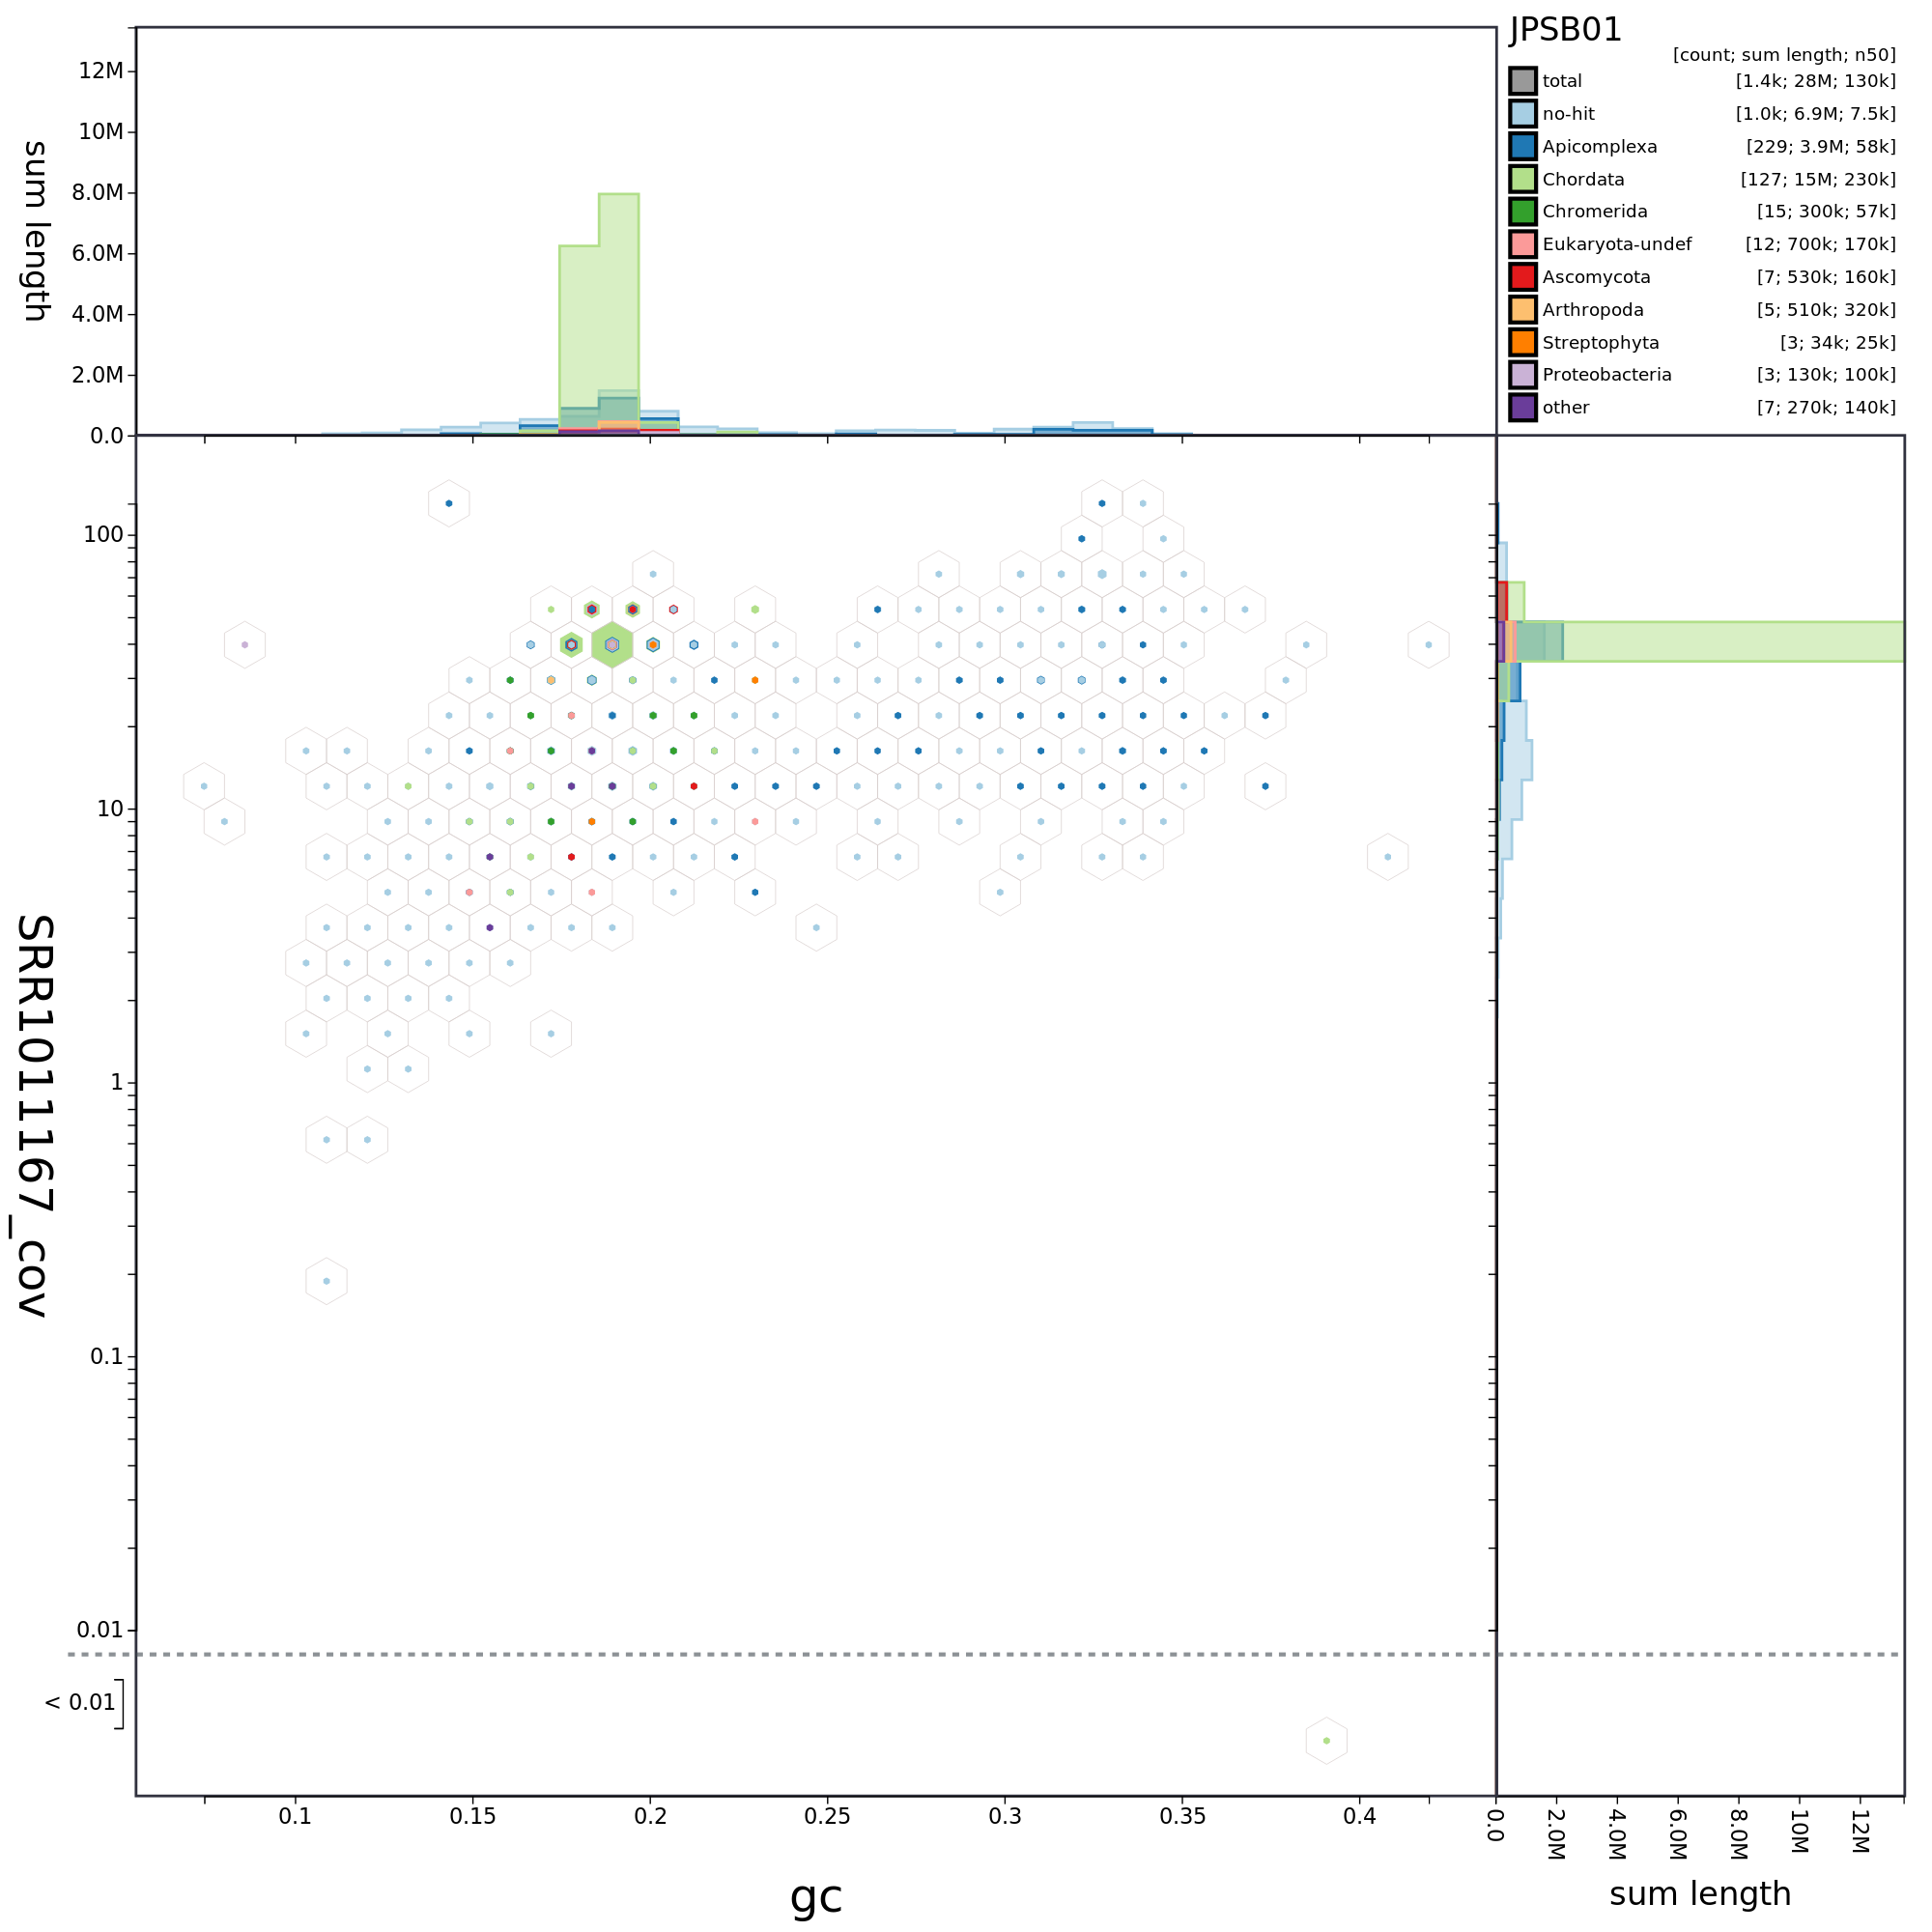 JPSB01
[count; sum length; n50]
total [1.4k; 28M; 130k]
no-hit [1.0k; 6.9M; 7.5k]
Apicomplexa [229; 3.9M; 58k]
Chordata [127; 15M; 230k]
Chromerida [15; 300k; 57k]
Eukaryota-undef [12; 700k; 170k]
Ascomycota [7; 530k; 160k]
Arthropoda [5; 510k; 320k]
Streptophyta [3; 34k; 25k]
Proteobacteria [3; 130k; 100k]
other [7; 270k; 140k]
sum length
12M
10M
8.0M
6.0M
4.0M
2.0M
0.0
SRR1011167_cov
100
10
1
0.1
0.01
< 0.01
0.1 0.15 0.2 0.25 0.3 0.35 0.4
gc
0.0 2.0M 4.0M 6.0M 8.0M 10M 12M
sum length